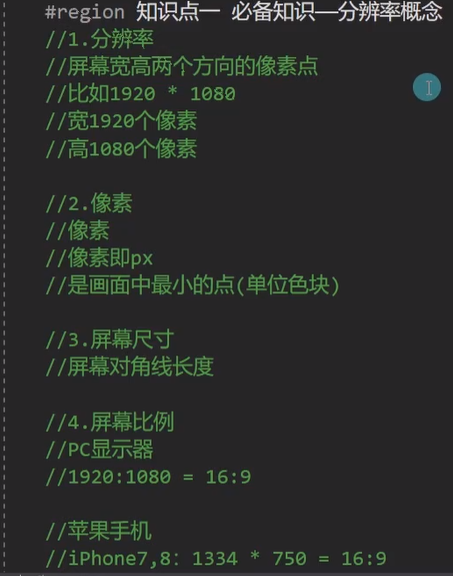 #region 知识点一 必备知识——分辨率概念
//1.分辨率
//屏幕宽高两个方向的像素点
//比如1920 * 1080
//宽1920个像素
//高1080个像素
//2.像素
//像素
//像素即px
//是画面中最小的点(单位色块)
//3.屏幕尺寸
//屏幕对角线长度
//4.屏幕比例
//PC显示器
//1920:1080 = 16:9
//苹果手机
//iPhone7,8：1334 * 750 = 16:9